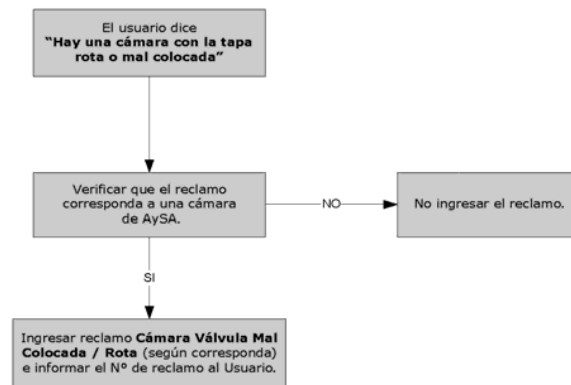 El usuario dice
“Hay una cámara con la tapa
rota o mal colocada”
Verificar que el reclamo
corresponda a una cámara
de AySA.
NO
No ingresar el reclamo.
SI
Ingresar reclamo Cámara Válvula Mal
Colocada / Rota (según corresponda)
e informar el Nº de reclamo al Usuario.